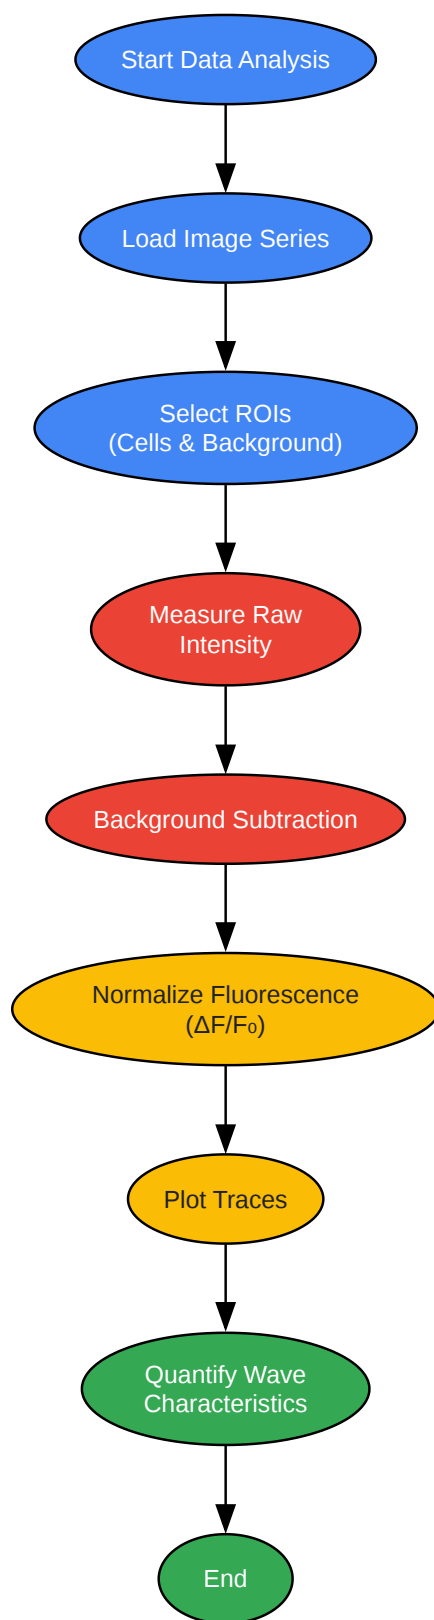 Start Data Analysis
Load Image Series
Select ROIs
(Cells & Background)
Measure Raw
Intensity
Background Subtraction
Normalize Fluorescence
(ΔF/F₀)
Plot Traces
Quantify Wave
Characteristics
End